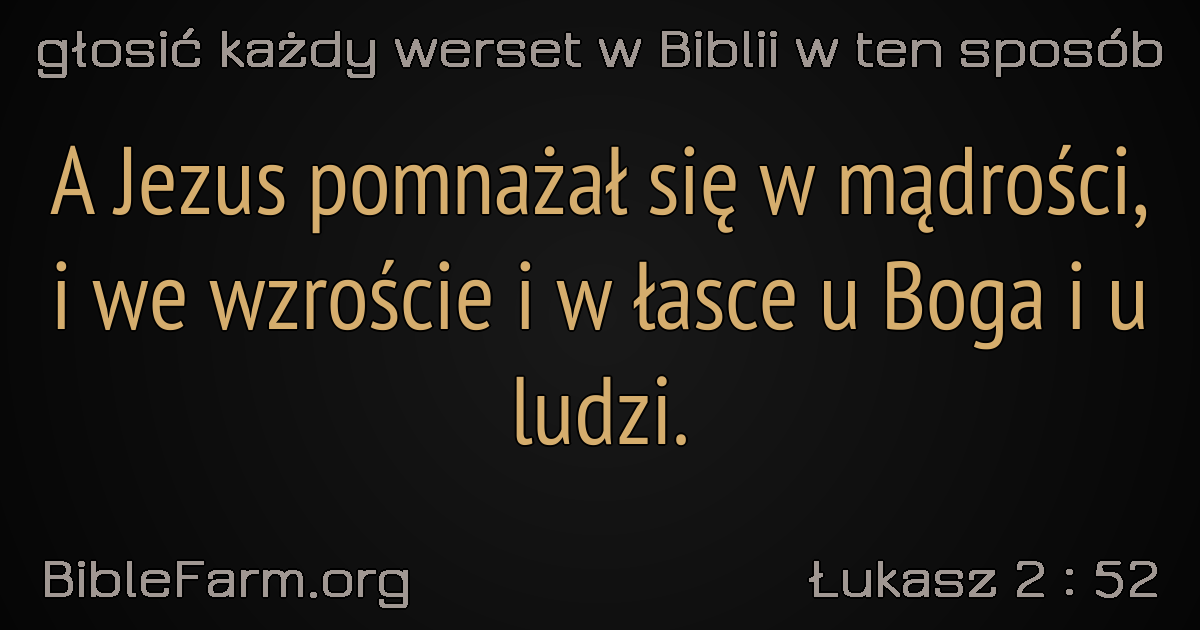 głosić każdy werset w Biblii w ten sposób
A Jezus pomnażał się w mądrości,
i we wzroście i w łasce u Boga i u
ludzi.
BibleFarm.org
Łukasz 2 : 52